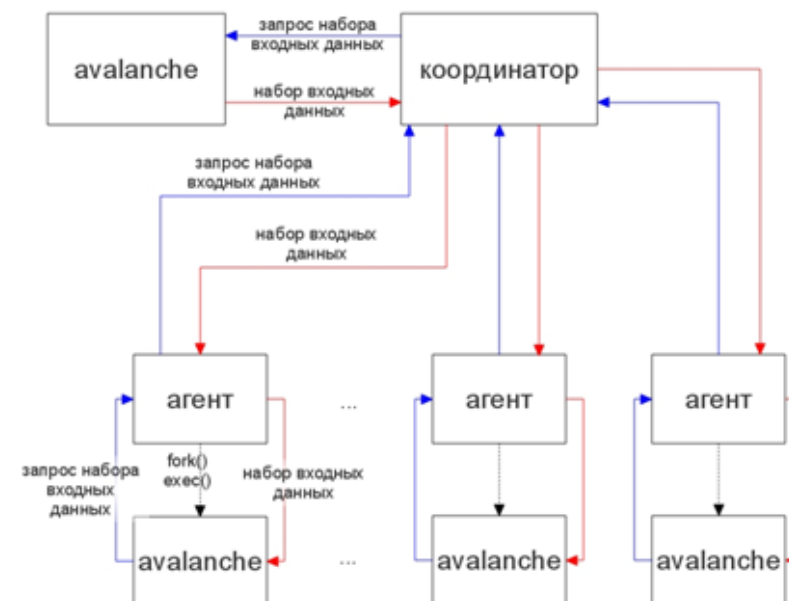 запрос набора
входных данных
avalanche
координатор
набор входных
данных
запрос набора
входных данных
набор входных
данных
агент
...
агент
агент
fork()
exec()
запрос набора
входных
данных
набор входных
данных
avalanche
...
avalanche
avalanche